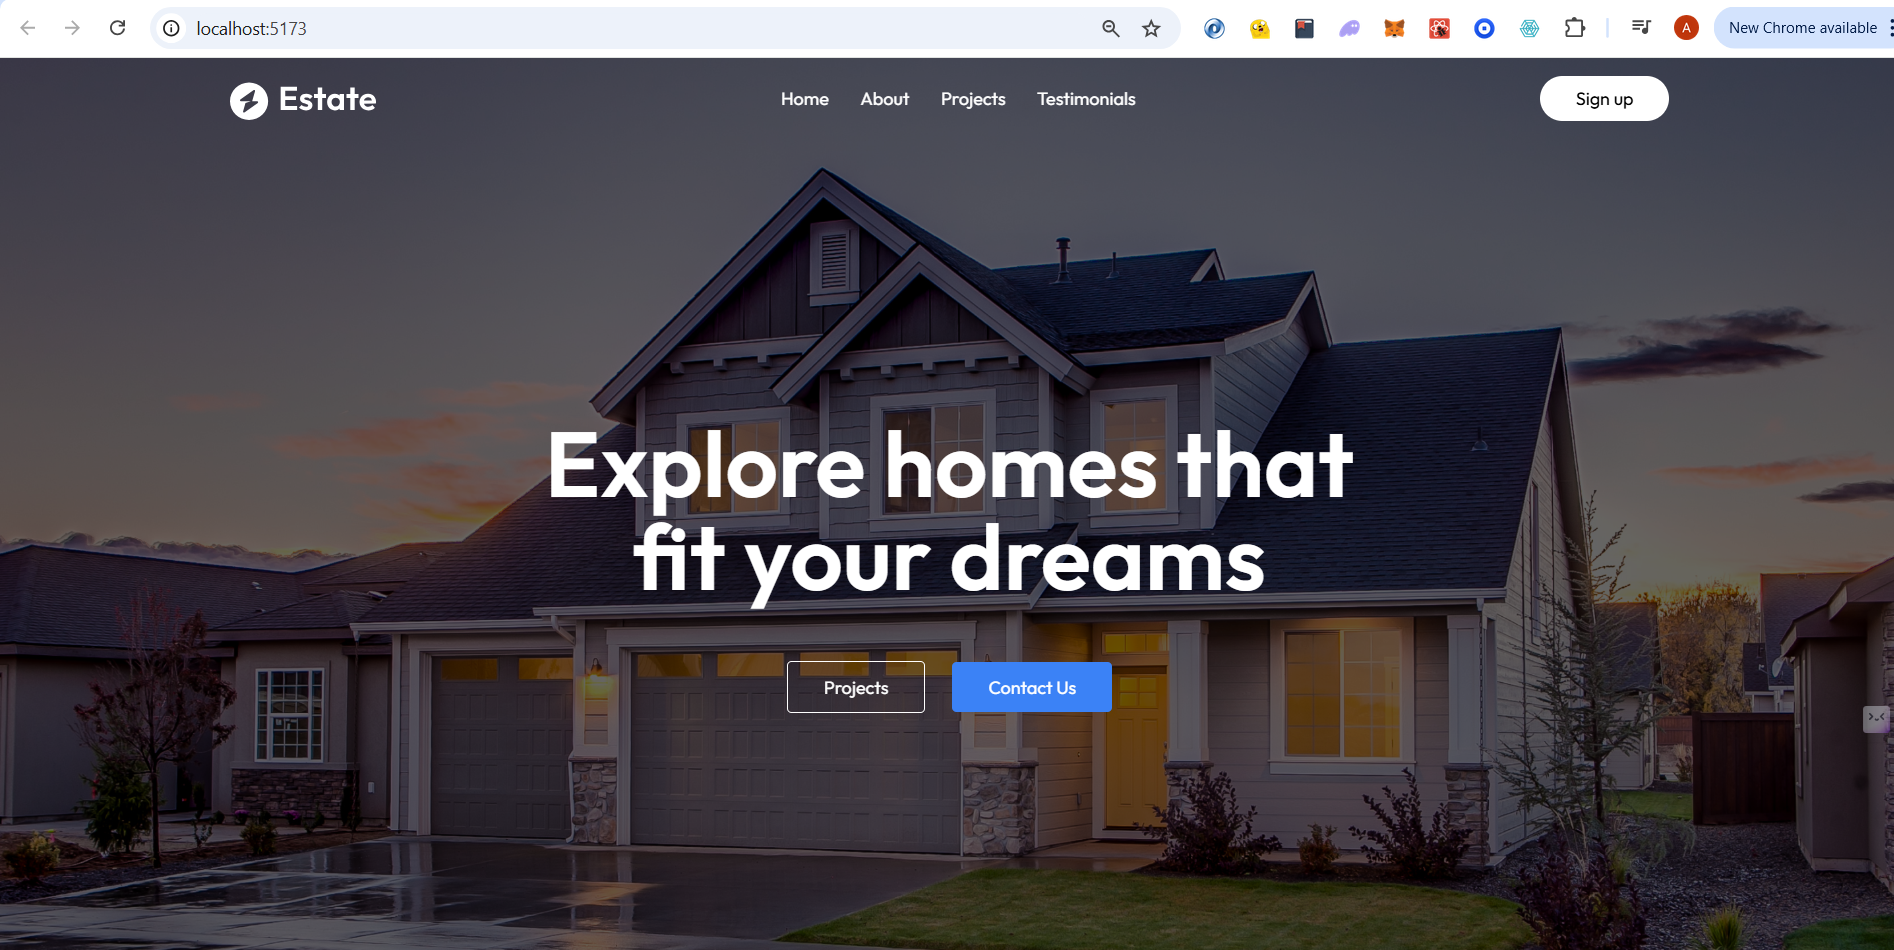 localhost:5173
A
New Chrome available
Estate
Home
About
Projects
Testimonials
Sign up
Explore homes that
fit your dreams
Projects
Contact Us